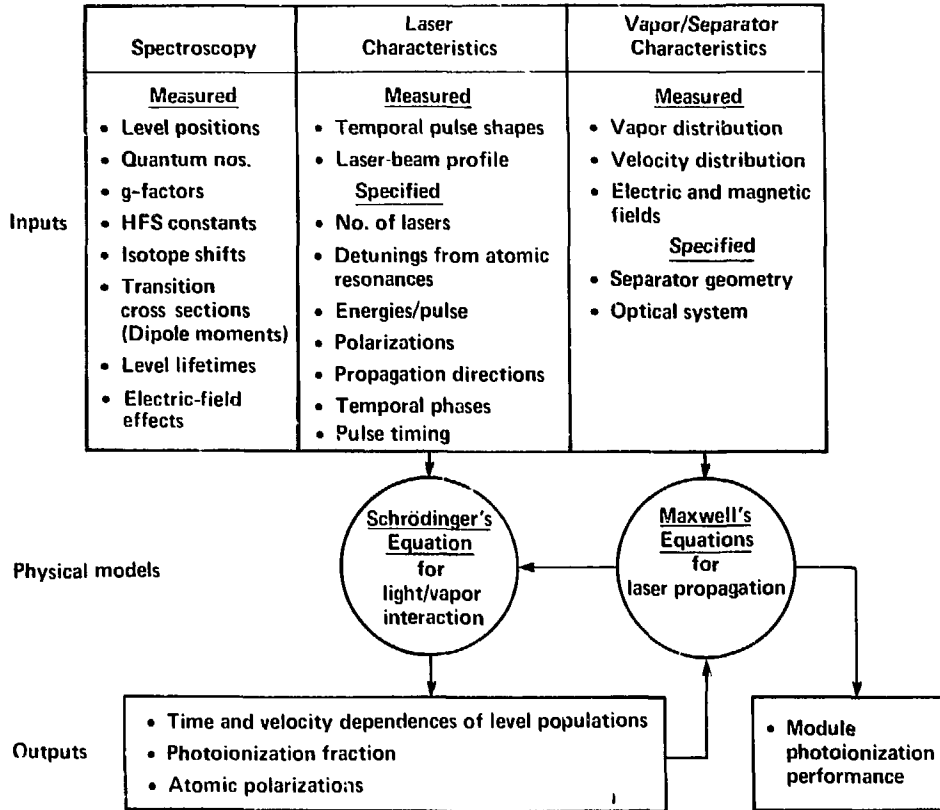 Spectroscopy
Laser
Characteristics
Vapor/Separator
Characteristics
Inputs
Measured
• Level positions
• Quantum nos.
• g-factors
• HFS constants
• Isotope shifts
• Transition
cross sections
(Dipole moments)
• Level lifetimes
• Electric-field
effects
Measured
• Temporal pulse shapes
• Laser-beam profile
Specified
• No. of lasers
• Detunings from atomic
resonances
• Energies/pulse
• Polarizations
• Propagation directions
• Temporal phases
• Pulse timing
Measured
• Vapor distribution
• Velocity distribution
• Electric and magnetic
fields
Specified
• Separator geometry
• Optical system
Physical models
Schrödinger's
Equation
for
light/vapor
interaction
Maxwell's
Equations
for
laser propagation
Outputs
• Time and velocity dependences of level populations
• Photoionization fraction
• Atomic polarizations
• Module
photoionization
performance